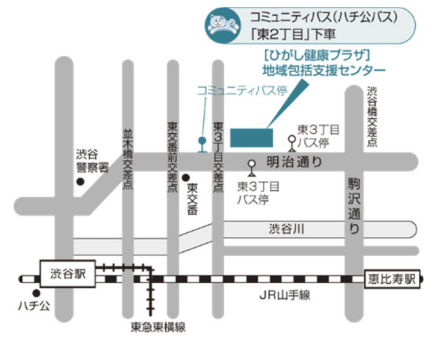 コミュニティバス(ハチ公バス)
「東2丁目」下車
[ひがし健康プラザ]
地域包括支援センター
コミュニティバス停
渋谷橋交差点
並木橋交差点
東交番前交差点
東3丁目交差点
東3丁目
バス停
渋谷
警察署
明治通り
東交番
東3丁目
バス停
駒沢通り
渋谷川
渋谷駅
恵比寿駅
ハチ公
JR山手線
東急東横線